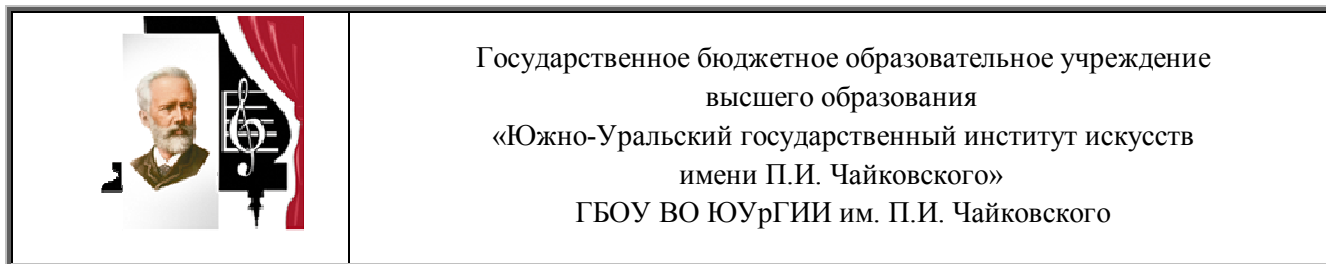 Государственное бюджетное образовательное учреждение
высшего образования
«Южно-Уральский государственный институт искусств
имени П.И. Чайковского»
ГБОУ ВО ЮУрГИИ им. П.И. Чайковского